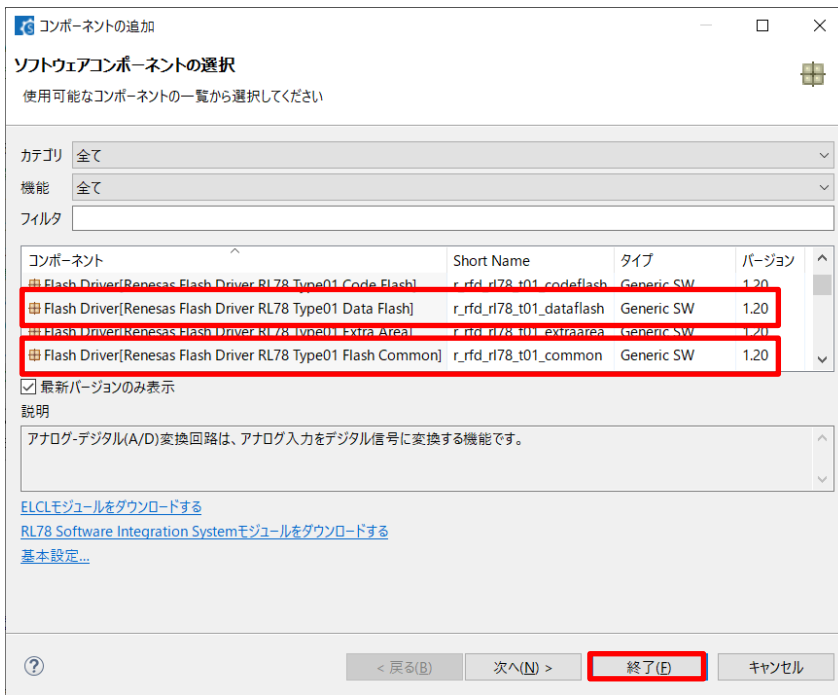 コンポーネントの追加
ソフトウェアコンポーネントの選択
使用可能なコンポーネントの一覧から選択してください
カテゴリ 全て
機能 全て
フィルタ
コンポーネント Short Name タイプ バージョン
Flash Driver[Renesas Flash Driver RL78 Type01 Code Flash] r_rfd_rl78_t01_codeflash Generic SW 1.20
Flash Driver[Renesas Flash Driver RL78 Type01 Data Flash] r_rfd_rl78_t01_dataflash Generic SW 1.20
Flash Driver[Renesas Flash Driver RL78 Type01 Extra Area] r_rfd_rl78_t01_extraarea Generic SW 1.20
Flash Driver[Renesas Flash Driver RL78 Type01 Flash Common] r_rfd_rl78_t01_common Generic SW 1.20
最新バージョンのみ表示
説明
アナログ-デジタル(A/D)変換回路は、アナログ入力をデジタル信号に変換する機能です。
ELCLモジュールをダウンロードする
RL78 Software Integration Systemモジュールをダウンロードする
基本設定...
< 戻る(B) 次へ(N) > 終了(F) キャンセル